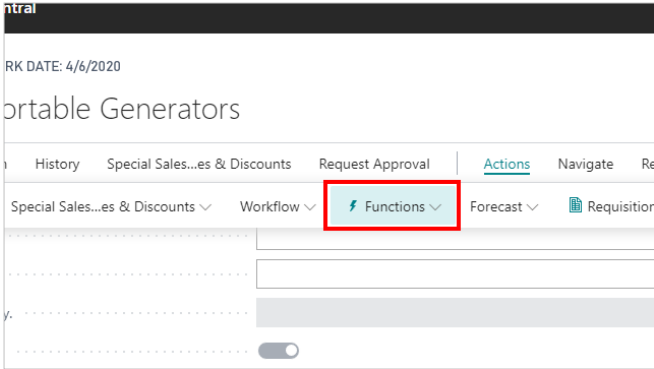 ntral
RK DATE: 4/6/2020
ortable Generators
History Special Sales...es & Discounts Request Approval Actions Navigate Re
Special Sales...es & Discounts Workflow Functions Forecast Requisition
y.